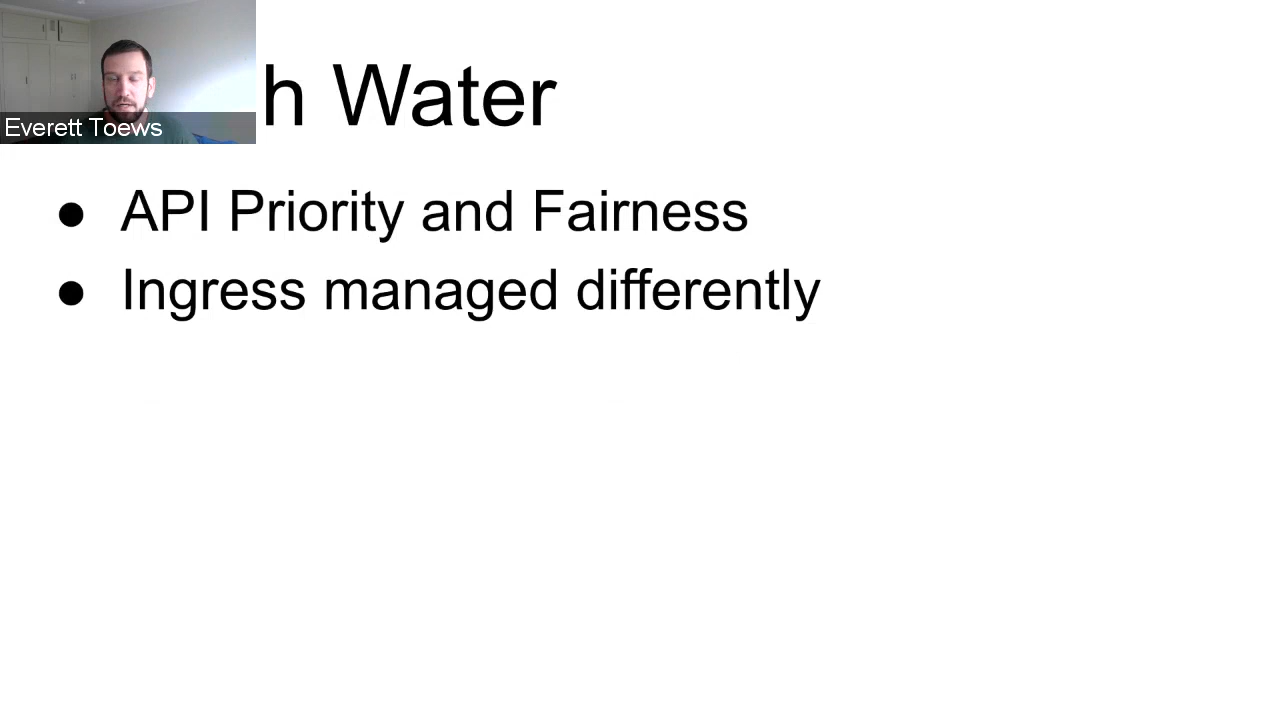 Everett Toews
h Water
● API Priority and Fairness
● Ingress managed differently